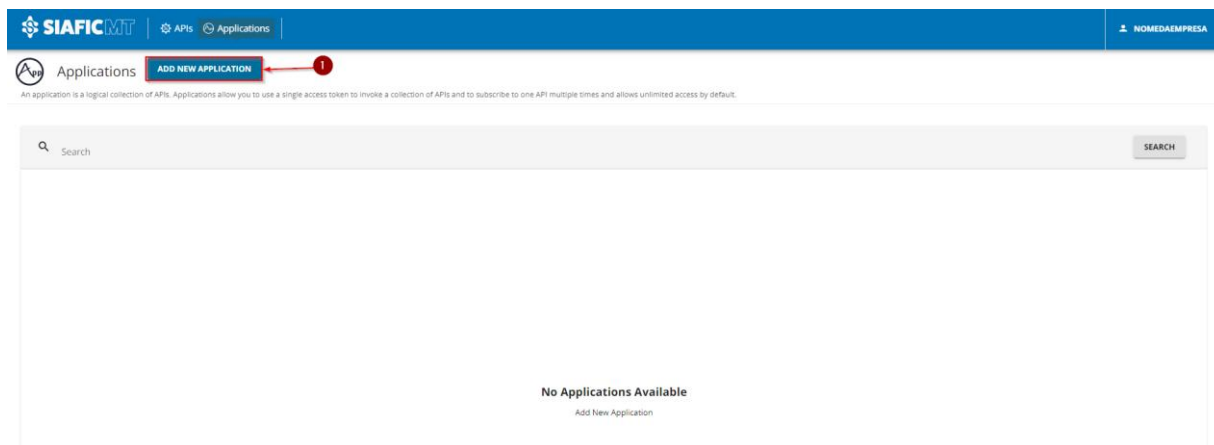 SIAFICMT APIs Applications NOMEDAEMPRESA
App Applications ADD NEW APPLICATION 1
An application is a logical collection of APIs. Applications allow you to use a single access token to invoke a collection of APIs and to subscribe to one API multiple times and allows unlimited access by default.
Search SEARCH
No Applications Available
Add New Application